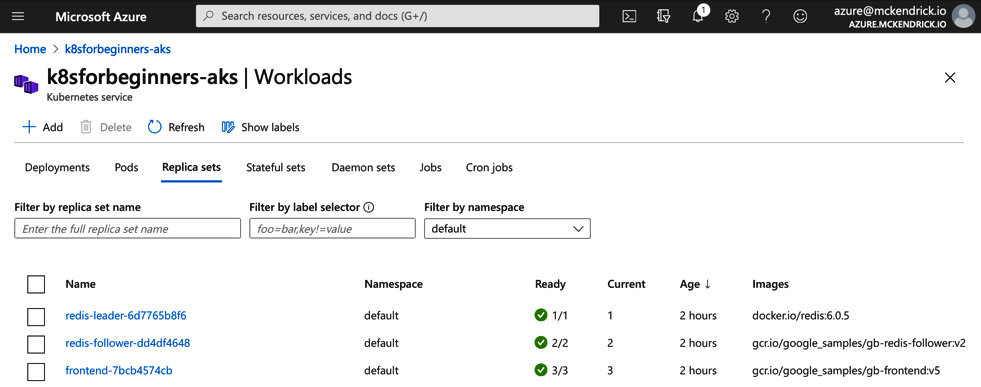 Microsoft Azure
Search resources, services, and docs (G+/)
1
azure@mckendrick.io
AZURE.MCKENDRICK.IO
Home > k8sforbeginners-aks
k8sforbeginners-aks | Workloads
Kubernetes service
Add Delete Refresh Show labels
Deployments Pods Replica sets Stateful sets Daemon sets Jobs Cron jobs
Filter by replica set name Filter by label selector Filter by namespace
Enter the full replica set name foo=bar,key!=value default
Name Namespace Ready Current Age ↓ Images
redis-leader-6d7765b8f6 default 1/1 1 2 hours docker.io/redis:6.0.5
redis-follower-dd4df4648 default 2/2 2 2 hours gcr.io/google_samples/gb-redis-follower:v2
frontend-7bcb4574cb default 3/3 3 2 hours gcr.io/google_samples/gb-frontend:v5